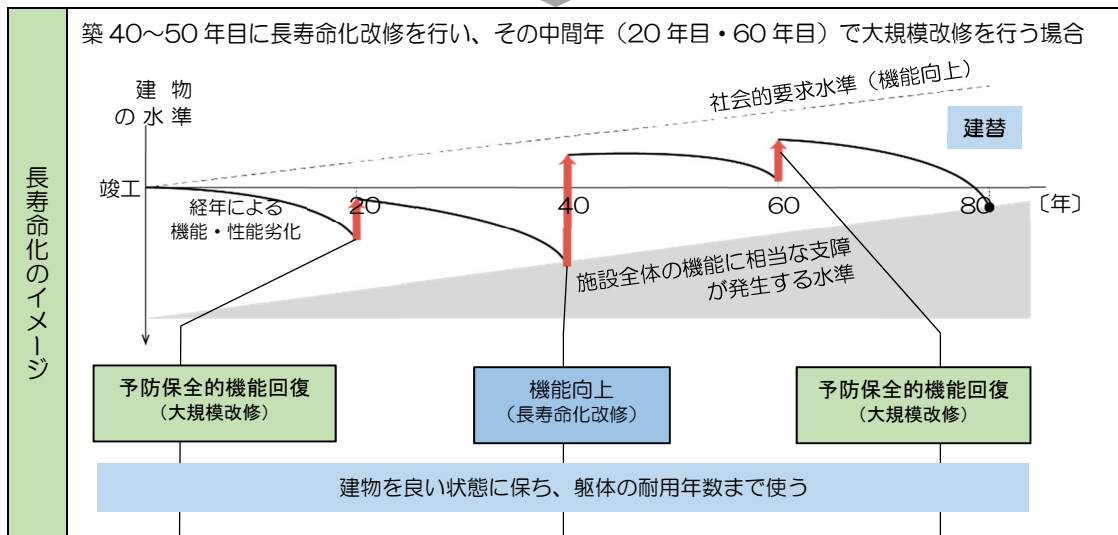 長寿命化のイメージ
築40～50年目に長寿命化改修を行い、その中間年（20年目・60年目）で大規模改修を行う場合
建物
の水準
社会的要求水準（機能向上）
建替
竣工
20
40
60
80
〔年〕
経年による
機能・性能劣化
施設全体の機能に相当な支障
が発生する水準
予防保全的機能回復
（大規模改修）
機能向上
（長寿命化改修）
予防保全的機能回復
（大規模改修）
建物を良い状態に保ち、躯体の耐用年数まで使う